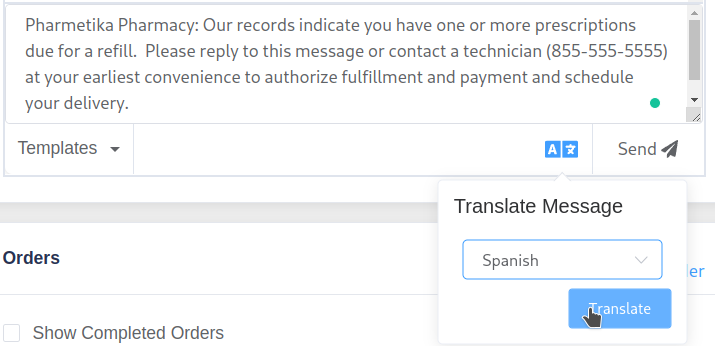 Pharmetika Pharmacy: Our records indicate you have one or more prescriptions
due for a refill.  Please reply to this message or contact a technician (855-555-5555)
at your earliest convenience to authorize fulfillment and payment and schedule
your delivery.
Templates
A
Send
Translate Message
Orders
Spanish
der
Translate
Show Completed Orders